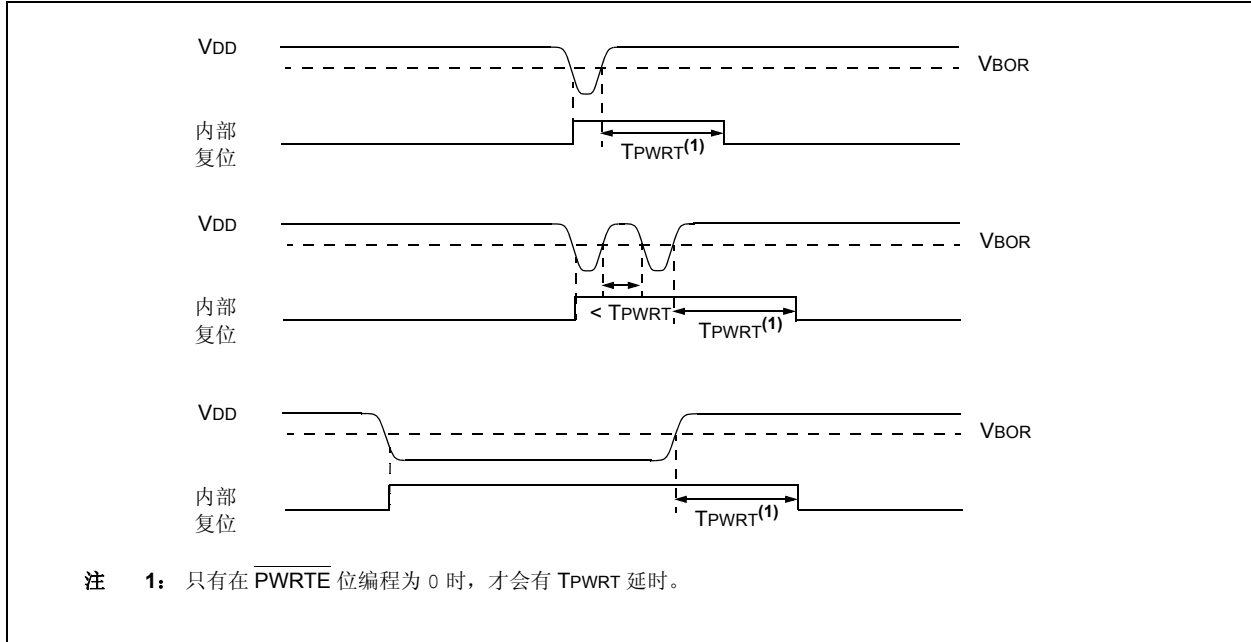 VDD
VBOR
内部
复位
TPWRT(1)
VDD
VBOR
内部
复位
< TPWRT
TPWRT(1)
VDD
VBOR
内部
复位
TPWRT(1)
注 1： 只有在 PWRTE 位编程为 0 时，才会有 TPWRT 延时。